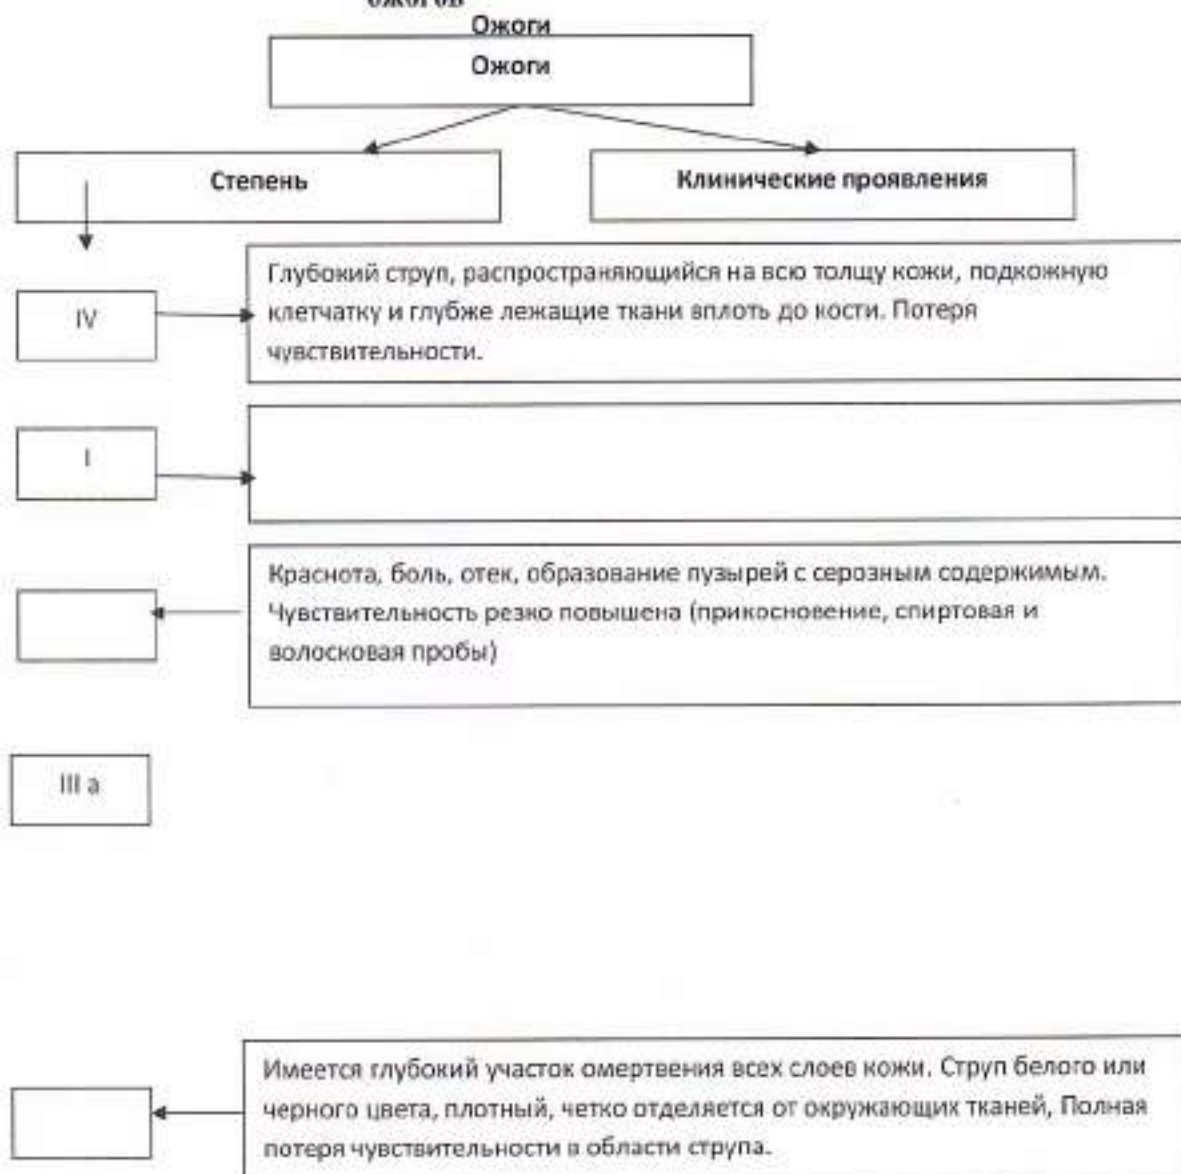 ожогов
Ожоги
Ожоги
Степень
Клинические проявления
IV
Глубокий струп, распространяющийся на всю толщу кожи, подкожную
клетчатку и глубже лежащие ткани вплоть до кости. Потеря
чувствительности.
I
Краснота, боль, отек, образование пузырей с серозным содержимым.
Чувствительность резко повышена (прикосновение, спиртовая и
волосковая пробы)
III а
Имеется глубокий участок омертвения всех слоев кожи. Струп белого или
черного цвета, плотный, четко отделяется от окружающих тканей, Полная
потеря чувствительности в области струпа.